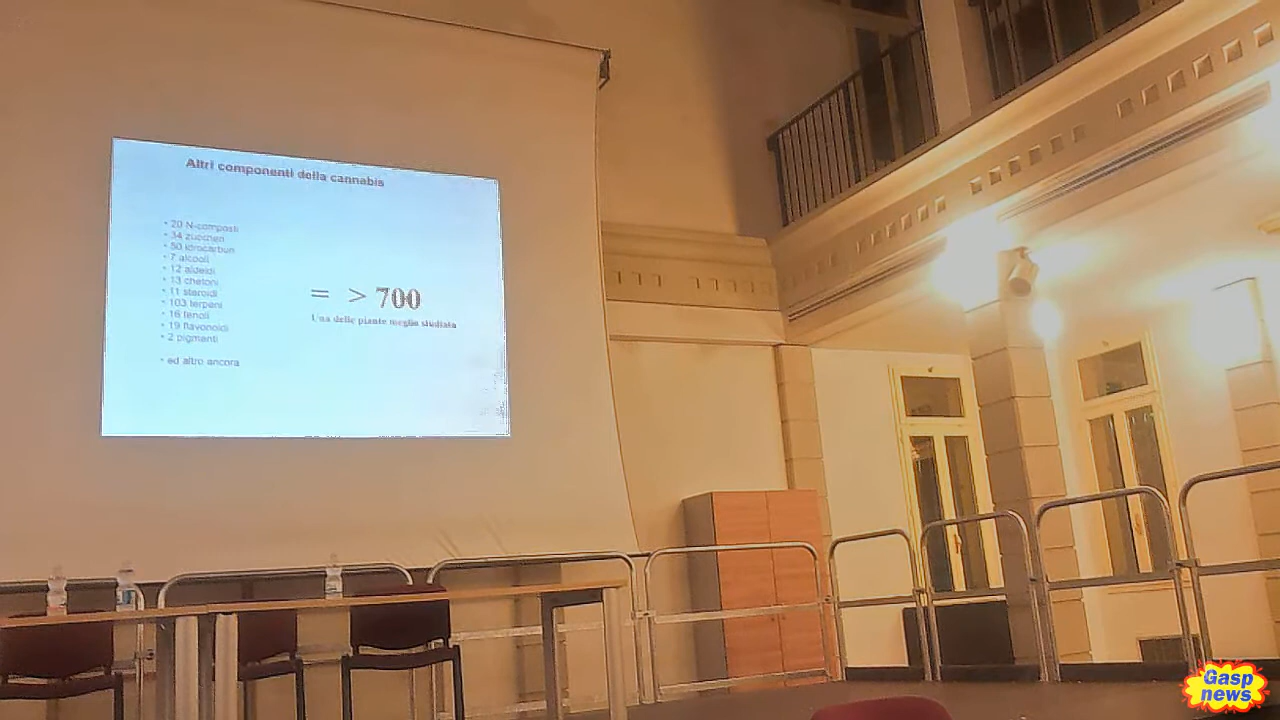 Altri componenti della cannabis
• 20 N-composti
• 34 zuccheri
• 50 idrocarburi
• 7 alcooli
• 12 aldeidi
• 13 chetoni
• 11 steroidi
• 103 terpeni
• 16 fenoli
• 19 flavonoidi
• 2 pigmenti
• ed altro ancora
= > 700
Una delle piante meglio studiata
Gasp
news